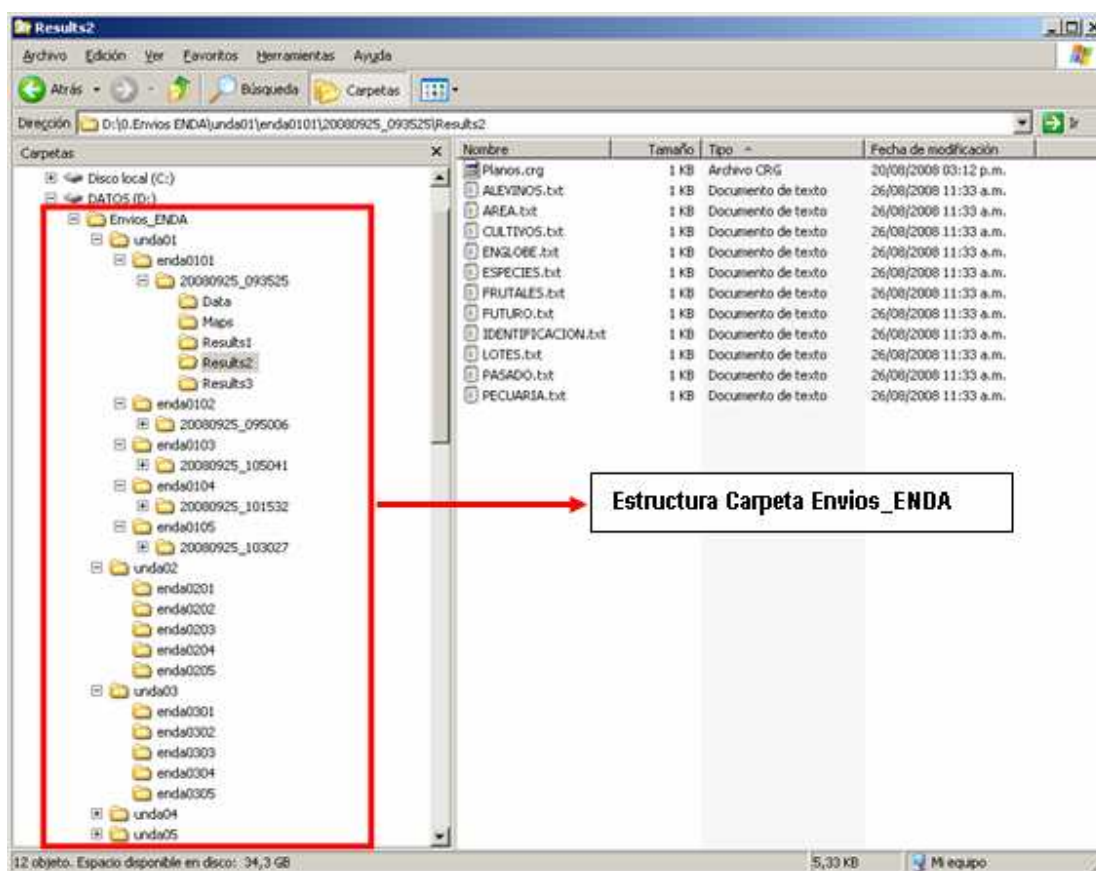 Results2
Archivo Edición Ver Favoritos Herramientas Ayuda
Atrás Búsqueda Carpetas
Dirección D:\0.Envios ENDA\unda01\enda0101\20080925_093525\Results2 Ir
Carpetas
Disco local (C:)
DATOS (D:)
Envios_ENDA
unda01
enda0101
20080925_093525
Data
Maps
Results1
Results2
Results3
enda0102
20080925_095006
enda0103
20080925_105041
enda0104
20080925_101532
enda0105
20080925_103027
unda02
enda0201
enda0202
enda0203
enda0204
enda0205
unda03
enda0301
enda0302
enda0303
enda0304
enda0305
unda04
unda05
Nombre Tamaño Tipo Fecha de modificación
Planos.crg 1 KB Archivo CRG 20/08/2008 03:12 p.m.
ALEVINOS.txt 1 KB Documento de texto 26/08/2008 11:33 a.m.
AREA.txt 1 KB Documento de texto 26/08/2008 11:33 a.m.
CULTIVOS.txt 1 KB Documento de texto 26/08/2008 11:33 a.m.
ENGLOBE.txt 1 KB Documento de texto 26/08/2008 11:33 a.m.
ESPECIES.txt 1 KB Documento de texto 26/08/2008 11:33 a.m.
FRUTALES.txt 1 KB Documento de texto 26/08/2008 11:33 a.m.
FUTURO.txt 1 KB Documento de texto 26/08/2008 11:33 a.m.
IDENTIFICACION.txt 1 KB Documento de texto 26/08/2008 11:33 a.m.
LOTES.txt 1 KB Documento de texto 26/08/2008 11:33 a.m.
PASADO.txt 1 KB Documento de texto 26/08/2008 11:33 a.m.
PECUARIA.txt 1 KB Documento de texto 26/08/2008 11:33 a.m.
Estructura Carpeta Envios_ENDA
12 objeto. Espacio disponible en disco: 34,3 GB 5,33 KB Mi equipo